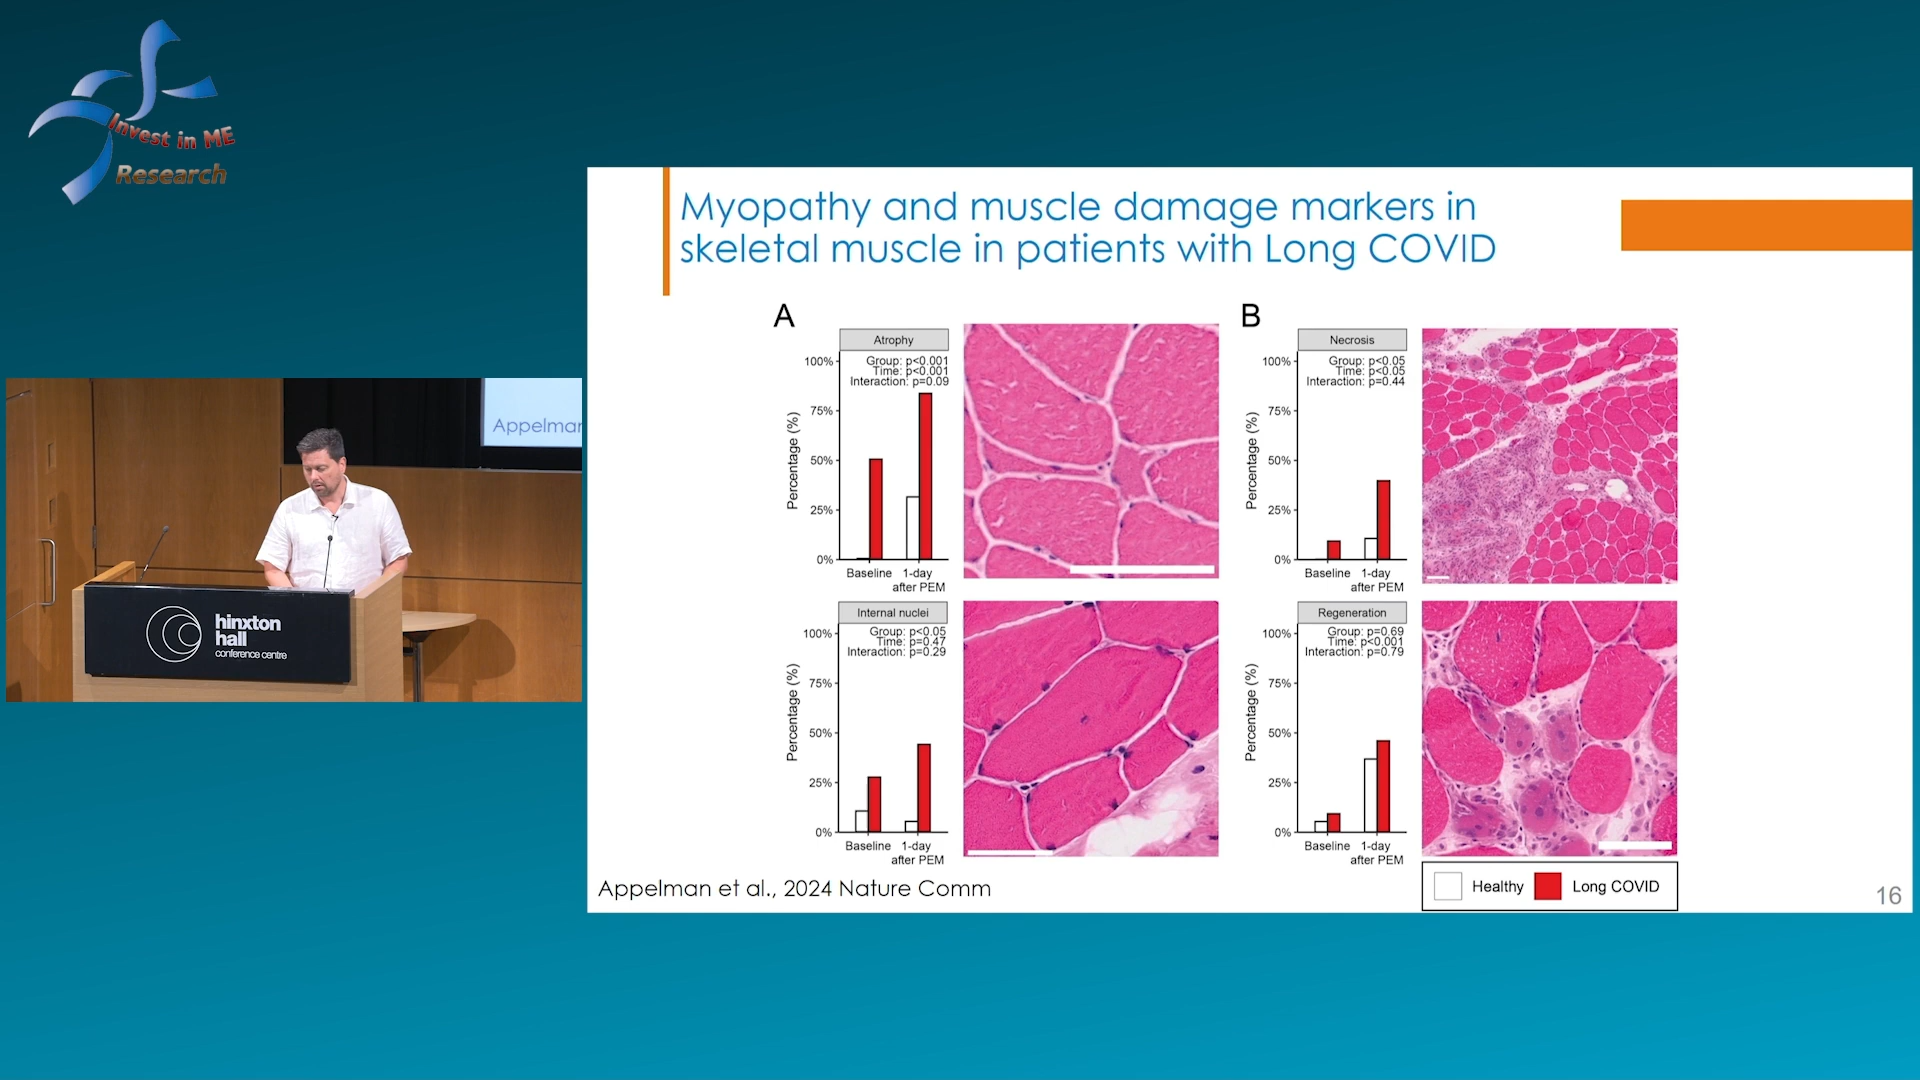 Invest in ME
Research
Myopathy and muscle damage markers in
skeletal muscle in patients with Long COVID
A
Atrophy
Group: p<0.001
Time: p<0.001
Interaction: p=0.09
Percentage (%)
100%
75%
50%
25%
0%
Baseline
1-day
after PEM
B
Necrosis
Group: p<0.05
Time: p<0.05
Interaction: p=0.44
Percentage (%)
100%
75%
50%
25%
0%
Baseline
1-day
after PEM
Internal nuclei
Group: p<0.05
Time: p=0.47
Interaction: p=0.29
Percentage (%)
100%
75%
50%
25%
0%
Baseline
1-day
after PEM
Regeneration
Group: p=0.69
Time: p<0.001
Interaction: p=0.79
Percentage (%)
100%
75%
50%
25%
0%
Baseline
1-day
after PEM
Healthy
Long COVID
Appelman et al., 2024 Nature Comm
16
Appelman
hinxton
hall
conference centre